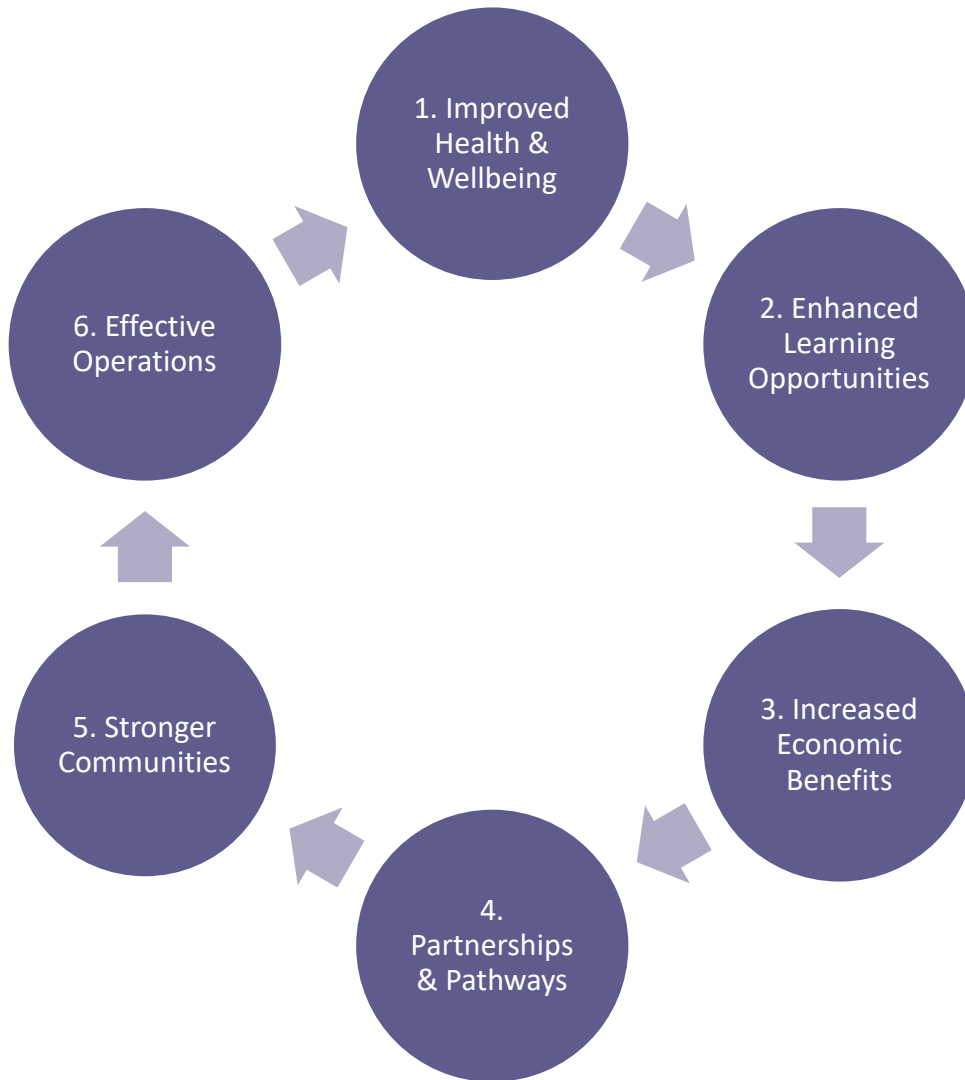 1. Improved
Health &
Wellbeing
2. Enhanced
Learning
Opportunities
3. Increased
Economic
Benefits
4.
Partnerships
& Pathways
5. Stronger
Communities
6. Effective
Operations